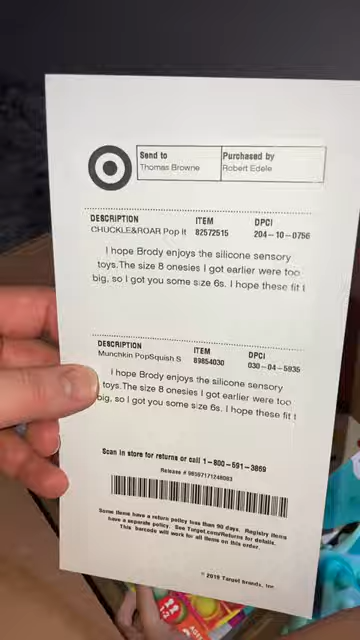 Send to
Purchased by
Thomas Browne
Robert Edele
DESCRIPTION ITEM DPCI
CHUCKLE&ROAR Pop It 82572515 204-10-0756
I hope Brody enjoys the silicone sensory
toys.The size 8 onesies I got earlier were too
big, so I got you some size 6s. I hope these fit !
DESCRIPTION ITEM DPCI
Munchkin PopSquish S 89854030 030-04-5935
I hope Brody enjoys the silicone sensory
toys.The size 8 onesies I got earlier were too
big, so I got you some size 6s. I hope these fit !
Scan in store for returns or call 1-800-591-3869
Release # 96597171248083
Some items have a return policy less than 90 days. Registry items
have a separate policy. See Target.com/Returns for details.
This barcode will work for all items on this order.
© 2019 Target Brands, Inc